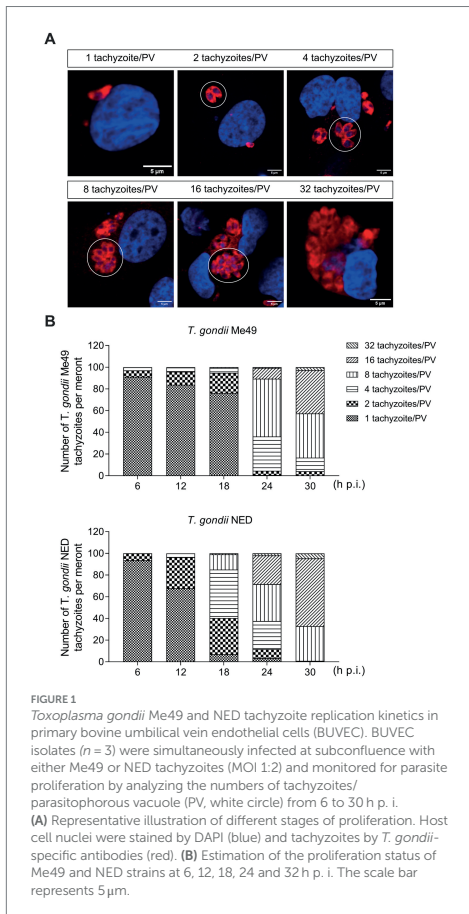 A
1 tachyzoite/PV
2 tachyzoites/PV
4 tachyzoites/PV
5 µm
5 µm
5 µm
8 tachyzoites/PV
16 tachyzoites/PV
32 tachyzoites/PV
5 µm
5 µm
5 µm
B
T. gondii Me49
Number of T. gondii Me49
tachyzoites per meront
120
100
80
60
40
20
0
6
12
18
24
30
(h p.i.)
32 tachyzoites/PV
16 tachyzoites/PV
8 tachyzoites/PV
4 tachyzoites/PV
2 tachyzoites/PV
1 tachyzoite/PV
T. gondii NED
Number of T. gondii NED
tachyzoites per meront
120
100
80
60
40
20
0
6
12
18
24
30
(h p.i.)
FIGURE 1
Toxoplasma gondii Me49 and NED tachyzoite replication kinetics in
primary bovine umbilical vein endothelial cells (BUVEC). BUVEC
isolates (n = 3) were simultaneously infected at subconfluence with
either Me49 or NED tachyzoites (MOI 1:2) and monitored for parasite
proliferation by analyzing the numbers of tachyzoites/
parasitophorous vacuole (PV, white circle) from 6 to 30 h p. i.
(A) Representative illustration of different stages of proliferation. Host
cell nuclei were stained by DAPI (blue) and tachyzoites by T. gondii-
specific antibodies (red). (B) Estimation of the proliferation status of
Me49 and NED strains at 6, 12, 18, 24 and 32 h p. i. The scale bar
represents 5 µm.